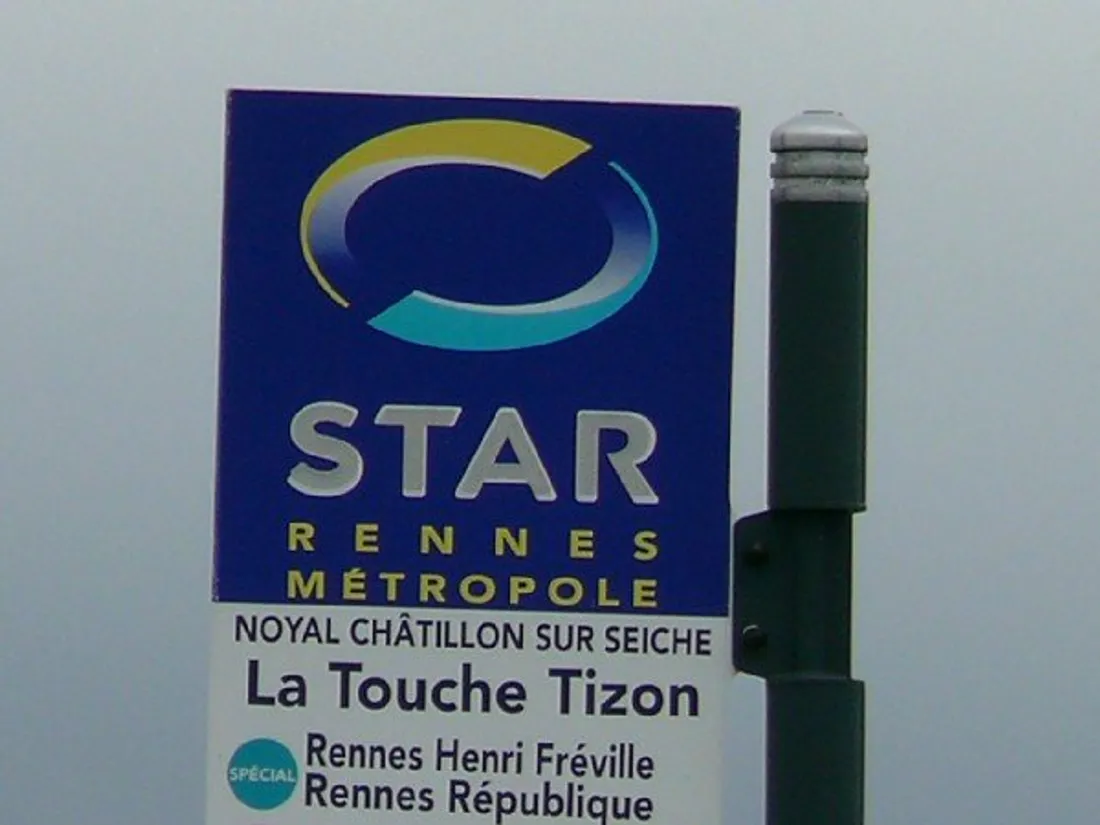 STAR
RENNES
MÉTROPOLE
NOYAL CHÂTILLON SUR SEICHE
La Touche Tizon
SPÉCIAL
Rennes Henri Fréville
Rennes République